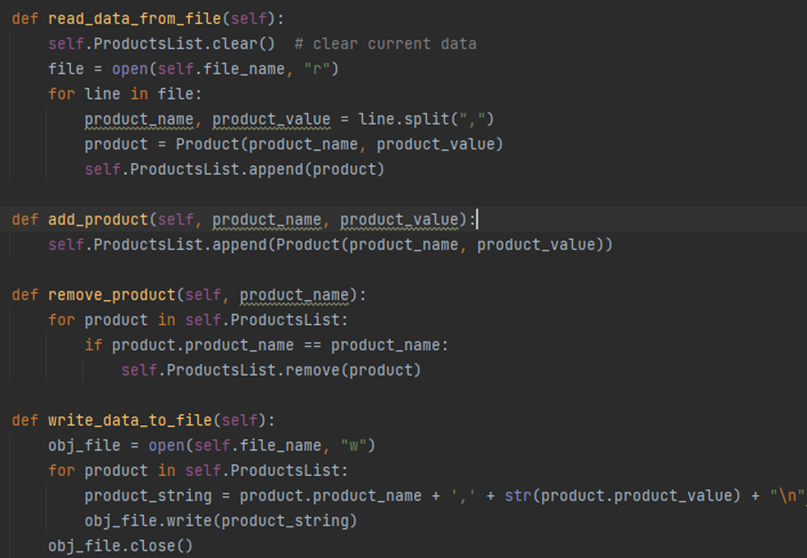 def read_data_from_file(self):
    self.ProductsList.clear()  # clear current data
    file = open(self.file_name, "r")
    for line in file:
        product_name, product_value = line.split(",")
        product = Product(product_name, product_value)
        self.ProductsList.append(product)

def add_product(self, product_name, product_value):
    self.ProductsList.append(Product(product_name, product_value))

def remove_product(self, product_name):
    for product in self.ProductsList:
        if product.product_name == product_name:
            self.ProductsList.remove(product)

def write_data_to_file(self):
    obj_file = open(self.file_name, "w")
    for product in self.ProductsList:
        product_string = product.product_name + ',' + str(product.product_value) + "\n"
        obj_file.write(product_string)
    obj_file.close()